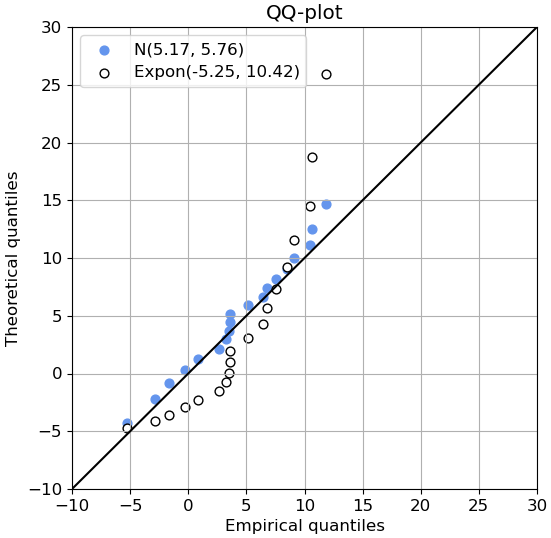 QQ-plot
N(5.17, 5.76)
Expon(-5.25, 10.42)
30
25
20
15
10
5
0
−5
−10
Theoretical quantiles
−10 −5 0 5 10 15 20 25 30
Empirical quantiles